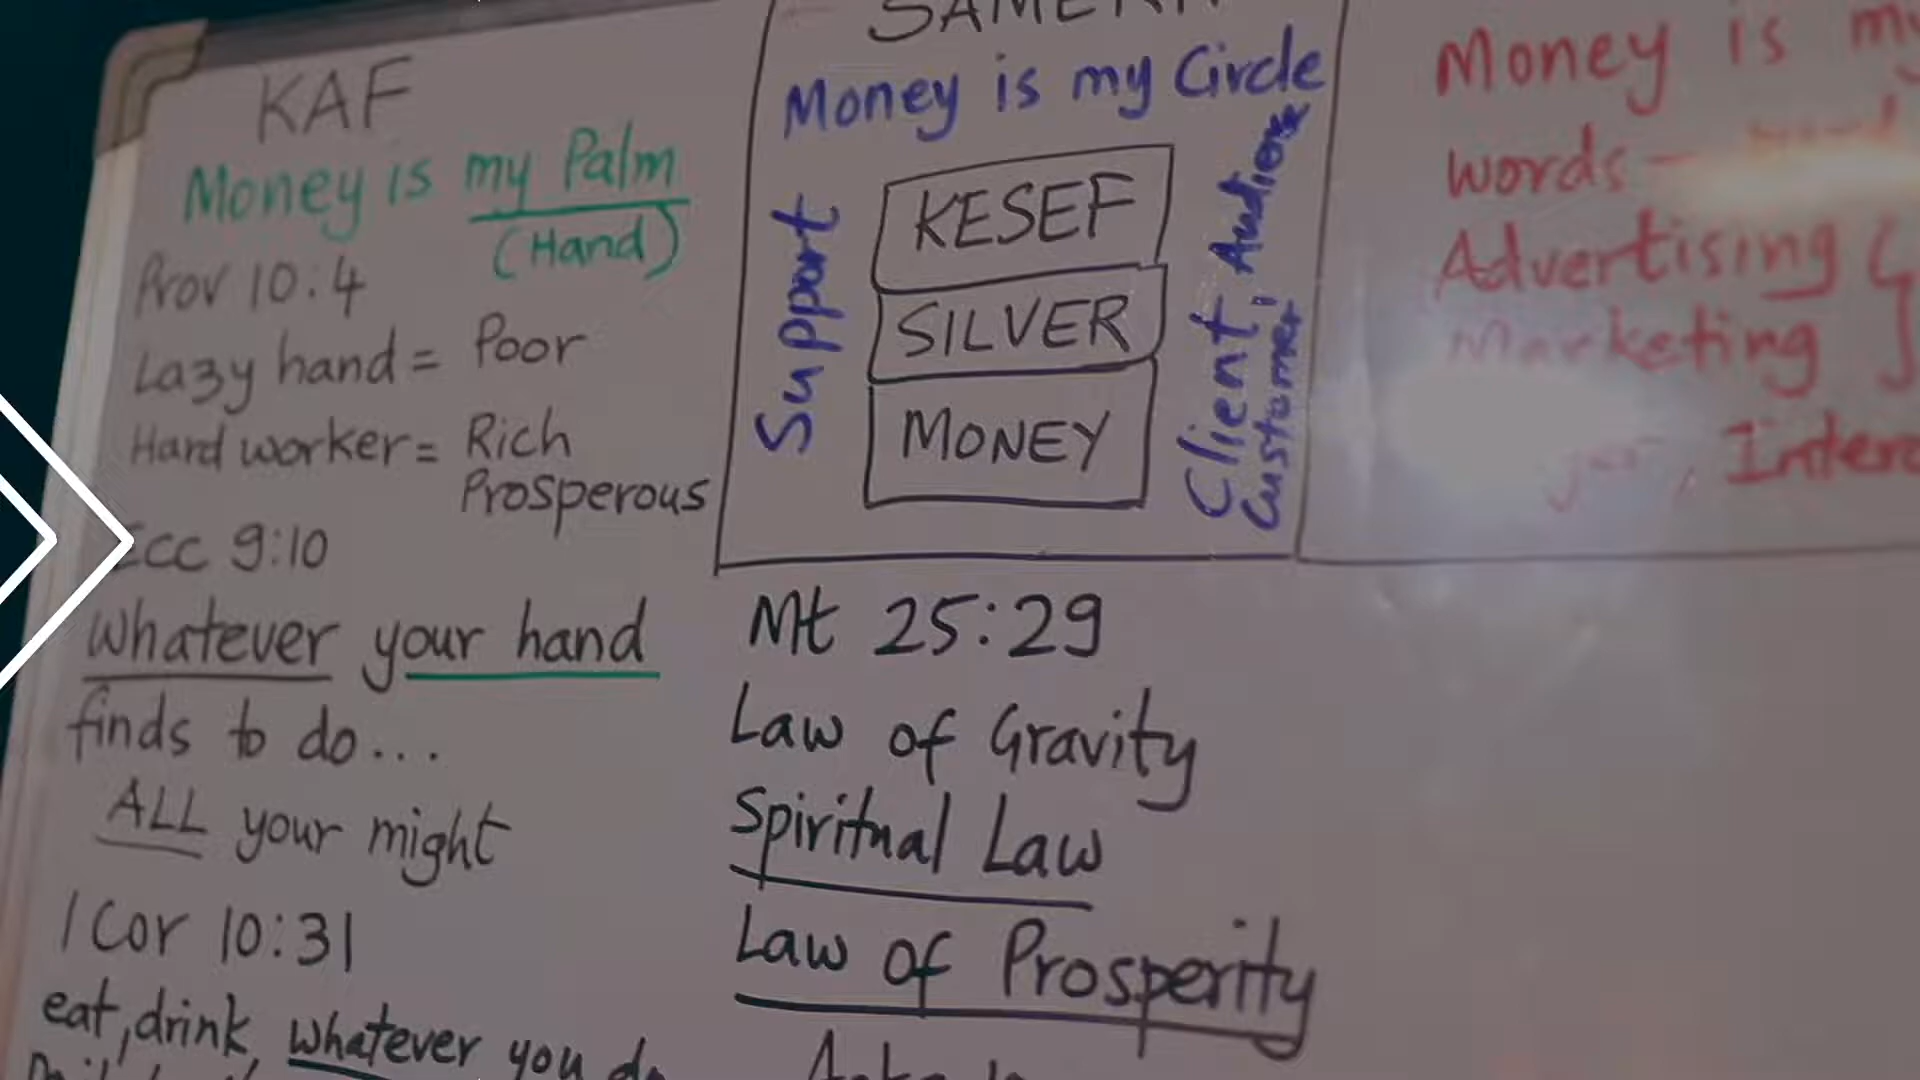 KAF
Money is my Palm
(Hand)
Prov 10:4
Lazy hand = Poor
Hard worker = Rich
Prosperous
Ecc 9:10
Whatever your hand
finds to do...
ALL your might
1 Cor 10:31
eat, drink, whatever you do
Money is my Circle
Support
KESEF
SILVER
MONEY
Client, Audience
Customer
Mt 25:29
Law of Gravity
Spiritual Law
Law of Prosperity
Money is my
words
Advertising
Marketing